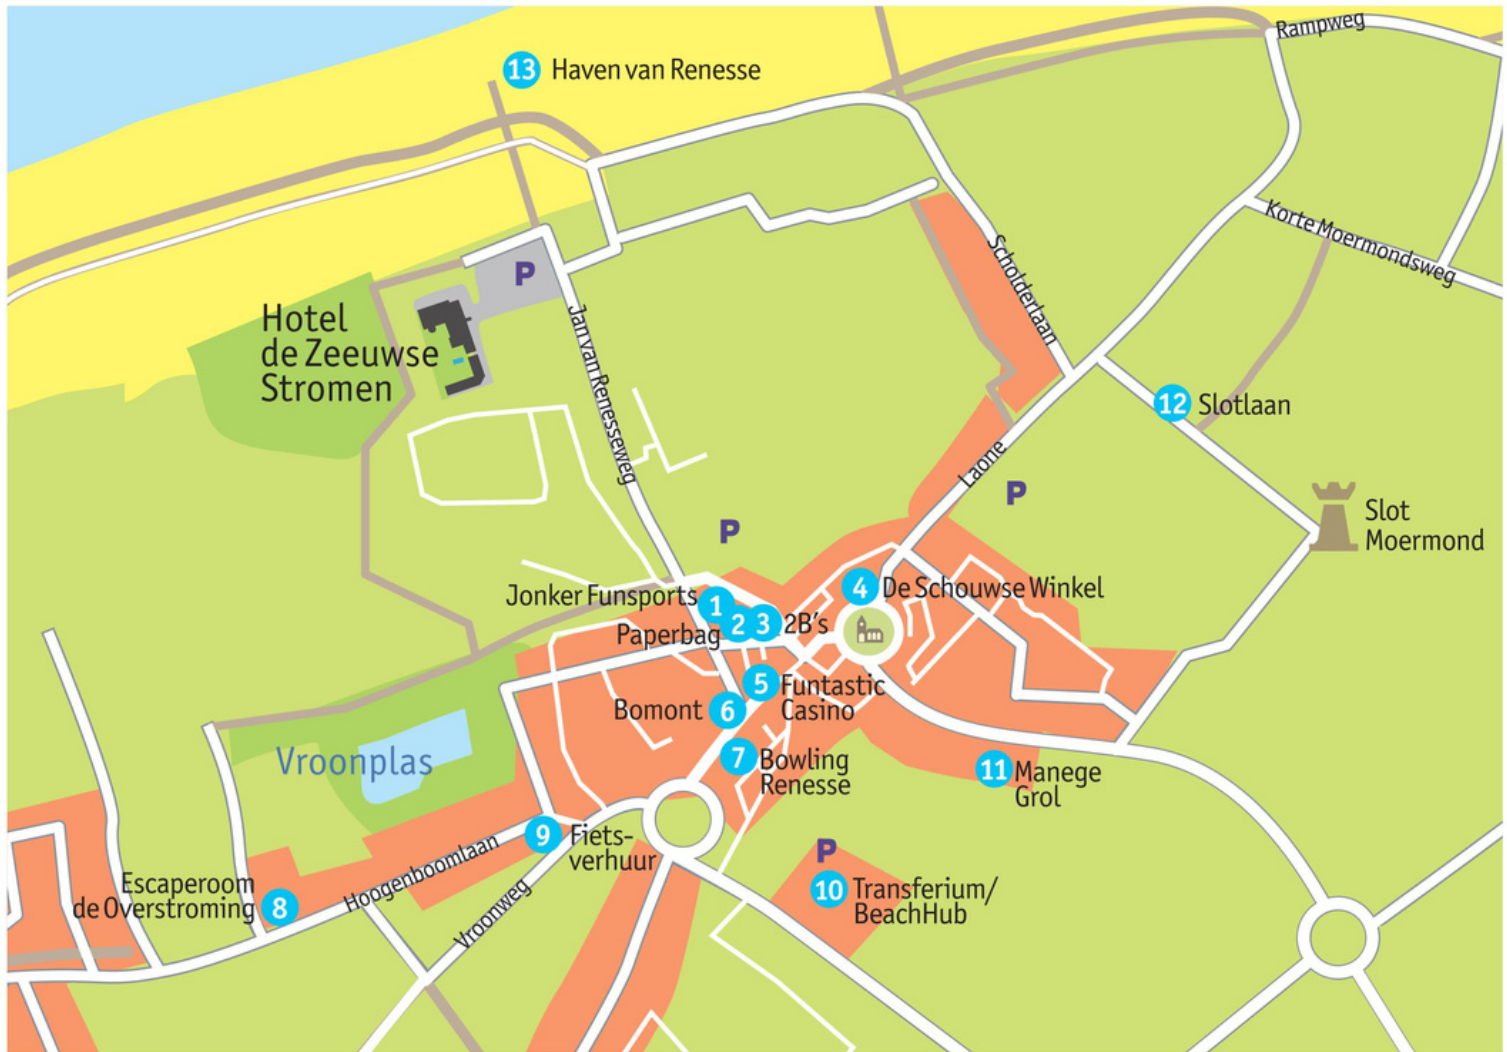 Rampweg
13 Haven van Renesse
Korte Moermondsweg
Scholderlaan
P
Hotel
de Zeeuwse
Stromen
Jan van Renesseweg
12 Slotlaan
Laone
P
Slot
Moermond
P
Jonker Funsports 1
4 De Schouwse Winkel
Paperbag 2
3 2B's
5 Funtastic
Casino
Bomont 6
Vroonplas
7 Bowling
Renesse
11 Manege
Grol
9 Fiets-
verhuur
Hoogenboomlaan
P
Escaperoom
de Overstroming 8
10 Transferium/
BeachHub
Vroonweg